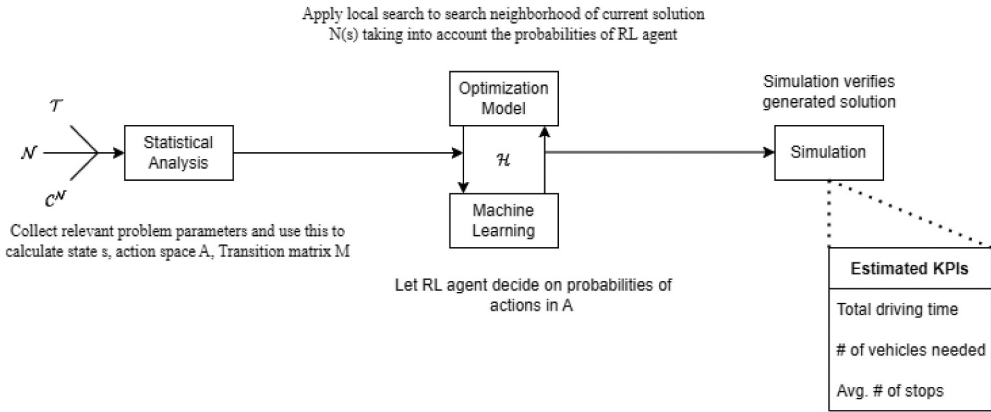 Apply local search to search neighborhood of current solution
N(s) taking into account the probabilities of RL agent
𝒯
𝒩
𝒞^𝒩
Statistical
Analysis
Collect relevant problem parameters and use this to
calculate state s, action space A, Transition matrix M
Optimization
Model
ℋ
Machine
Learning
Let RL agent decide on probabilities of
actions in A
Simulation verifies
generated solution
Simulation
Estimated KPIs
Total driving time
# of vehicles needed
Avg. # of stops